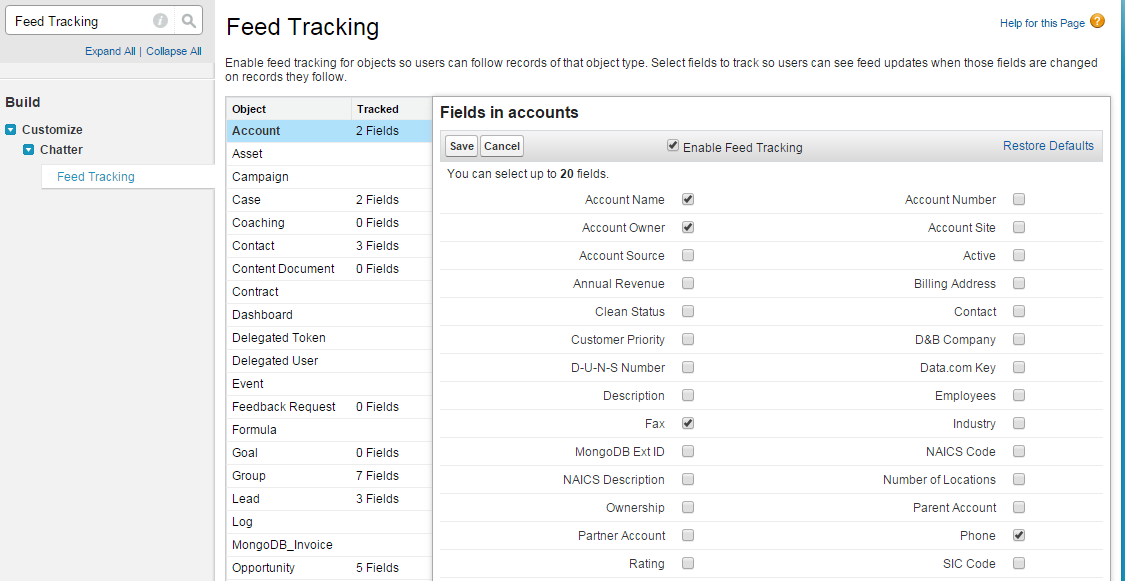 Feed Tracking
Expand All | Collapse All
Build
Customize
Chatter
Feed Tracking
Feed Tracking
Help for this Page ?
Enable feed tracking for objects so users can follow records of that object type. Select fields to track so users can see feed updates when those fields are changed
on records they follow.
Object Tracked
Account 2 Fields
Asset
Campaign
Case 2 Fields
Coaching 0 Fields
Contact 3 Fields
Content Document 0 Fields
Contract
Dashboard
Delegated Token
Delegated User
Event
Feedback Request 0 Fields
Formula
Goal 0 Fields
Group 7 Fields
Lead 3 Fields
Log
MongoDB_Invoice
Opportunity 5 Fields
Fields in accounts
Save Cancel Enable Feed Tracking Restore Defaults
You can select up to 20 fields.
Account Name Account Number
Account Owner Account Site
Account Source Active
Annual Revenue Billing Address
Clean Status Contact
Customer Priority D&B Company
D-U-N-S Number Data.com Key
Description Employees
Fax Industry
MongoDB Ext ID NAICS Code
NAICS Description Number of Locations
Ownership Parent Account
Partner Account Phone
Rating SIC Code